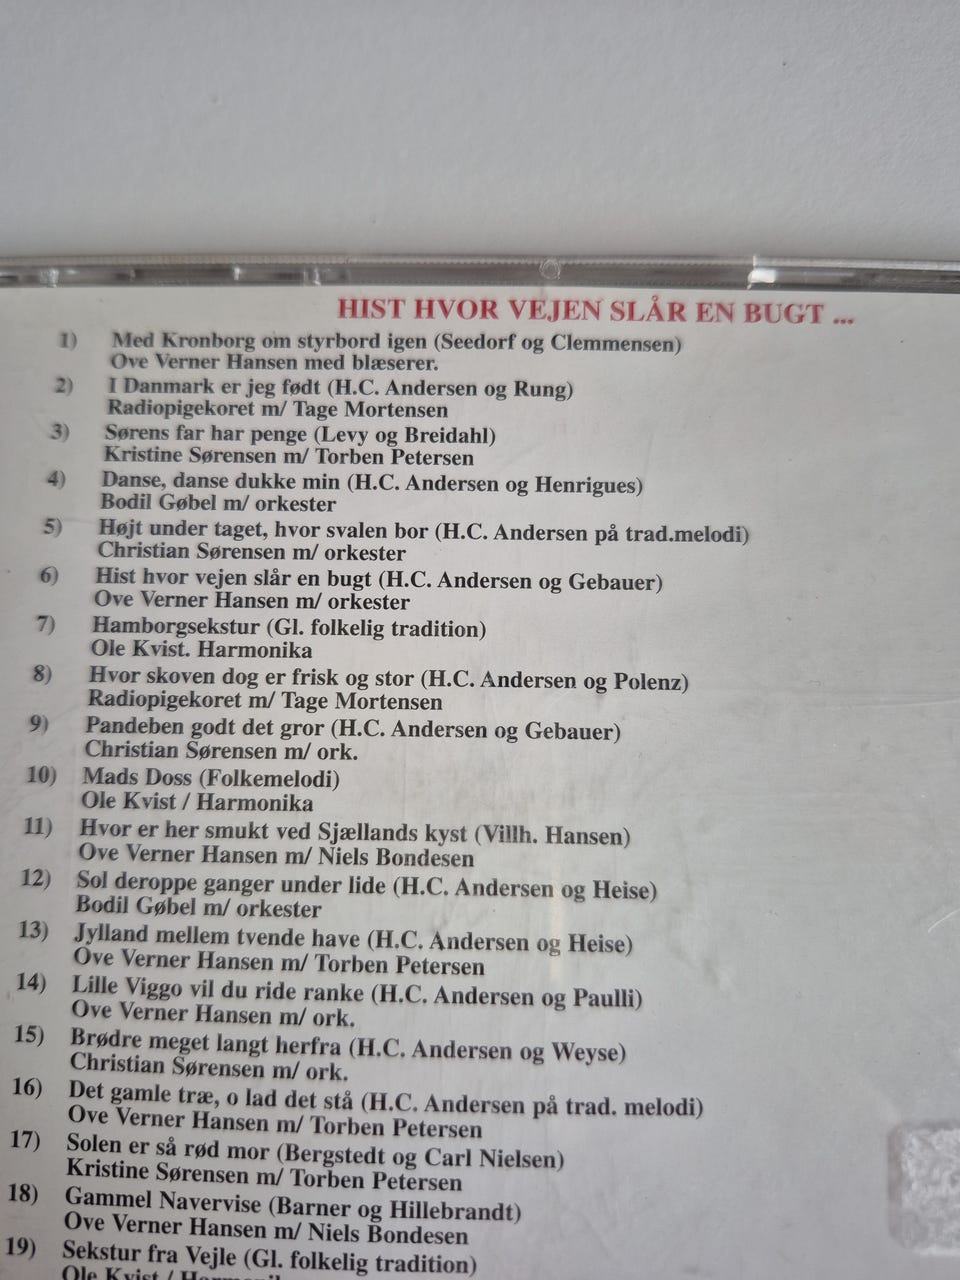 HIST HVOR VEJEN SLÅR EN BUGT ...
1) Med Kronborg om styrbord igen (Seedorf og Clemmensen)
Ove Verner Hansen med blæserer.
2) I Danmark er jeg født (H.C. Andersen og Rung)
Radiopigekoret m/ Tage Mortensen
3) Sørens far har penge (Levy og Breidahl)
Kristine Sørensen m/ Torben Petersen
4) Danse, danse dukke min (H.C. Andersen og Henrigues)
Bodil Gøbel m/ orkester
5) Højt under taget, hvor svalen bor (H.C. Andersen på trad.melodi)
Christian Sørensen m/ orkester
6) Hist hvor vejen slår en bugt (H.C. Andersen og Gebauer)
Ove Verner Hansen m/ orkester
7) Hamborgsekstur (Gl. folkelig tradition)
Ole Kvist. Harmonika
8) Hvor skoven dog er frisk og stor (H.C. Andersen og Polenz)
Radiopigekoret m/ Tage Mortensen
9) Pandeben godt det gror (H.C. Andersen og Gebauer)
Christian Sørensen m/ ork.
10) Mads Doss (Folkemelodi)
Ole Kvist / Harmonika
11) Hvor er her smukt ved Sjællands kyst (Villh. Hansen)
Ove Verner Hansen m/ Niels Bondesen
12) Sol deroppe ganger under lide (H.C. Andersen og Heise)
Bodil Gøbel m/ orkester
13) Jylland mellem tvende have (H.C. Andersen og Heise)
Ove Verner Hansen m/ Torben Petersen
14) Lille Viggo vil du ride ranke (H.C. Andersen og Paulli)
Ove Verner Hansen m/ ork.
15) Brødre meget langt herfra (H.C. Andersen og Weyse)
Christian Sørensen m/ ork.
16) Det gamle træ, o lad det stå (H.C. Andersen på trad. melodi)
Ove Verner Hansen m/ Torben Petersen
17) Solen er så rød mor (Bergstedt og Carl Nielsen)
Kristine Sørensen m/ Torben Petersen
18) Gammel Navervise (Barner og Hillebrandt)
Ove Verner Hansen m/ Niels Bondesen
19) Sekstur fra Vejle (Gl. folkelig tradition)
Ole Kvist /